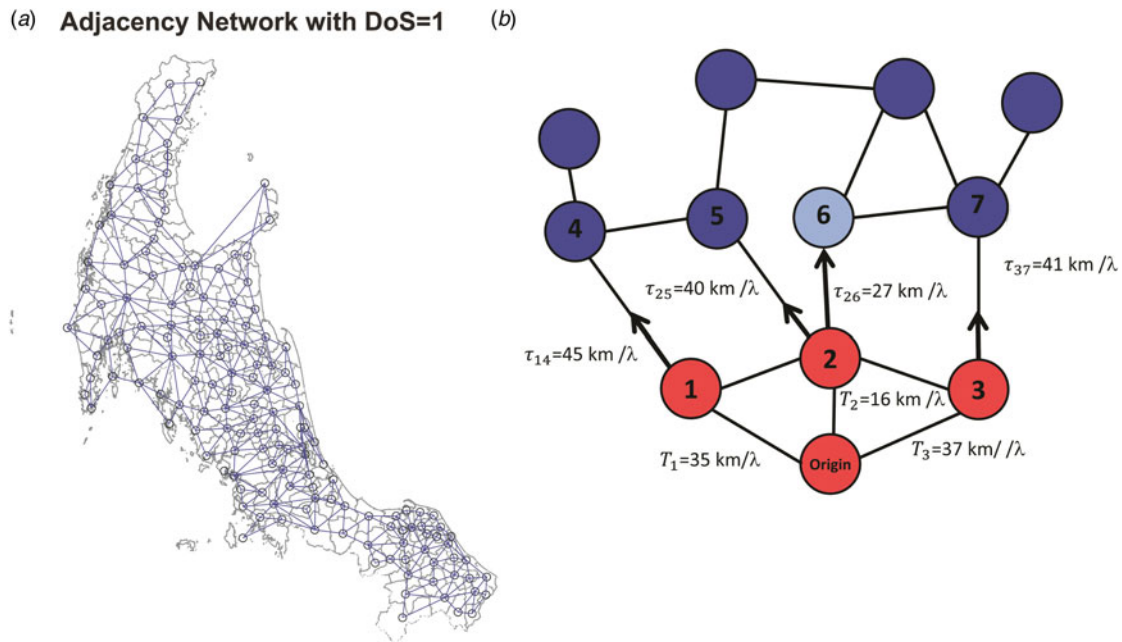 (a) Adjacency Network with DoS=1
(b)
4
5
6
7
τ₂₅=40 km /λ
τ₂₆=27 km /λ
τ₃₇=41 km /λ
τ₁₄=45 km /λ
1
2
3
T₂=16 km /λ
T₁=35 km/λ
Origin
T₃=37 km/ /λ